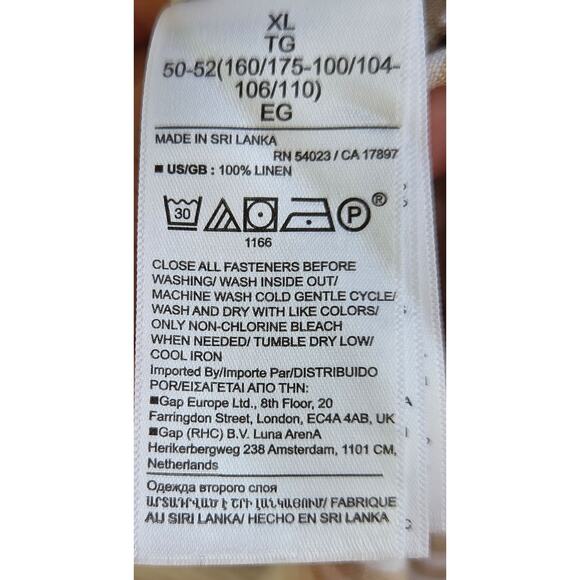 XL
TG
50-52(160/175-100/104-
106/110)
EG
MADE IN SRI LANKA
RN 54023 / CA 17897
■ US/GB : 100% LINEN
30 P ®
1166
CLOSE ALL FASTENERS BEFORE
WASHING/ WASH INSIDE OUT/
MACHINE WASH COLD GENTLE CYCLE/
WASH AND DRY WITH LIKE COLORS/
ONLY NON-CHLORINE BLEACH
WHEN NEEDED/ TUMBLE DRY LOW/
COOL IRON
Imported By/Importe Par/DISTRIBUIDO
POR/ΕΙΣΑΓΕΤΑΙ ΑΠΟ ΤΗΝ:
■Gap Europe Ltd., 8th Floor, 20
Farringdon Street, London, EC4A 4AB, UK
■Gap (RHC) B.V. Luna ArenA
Herikerbergweg 238 Amsterdam, 1101 CM,
Netherlands
Одежда второго слоя
ԱՐՏԱԴՐՎԱԾ Է ՇՐԻ ԼԱՆԿԱՅՈՒՄ/ FABRIQUE
AU SIRI LANKA/ HECHO EN SRI LANKA